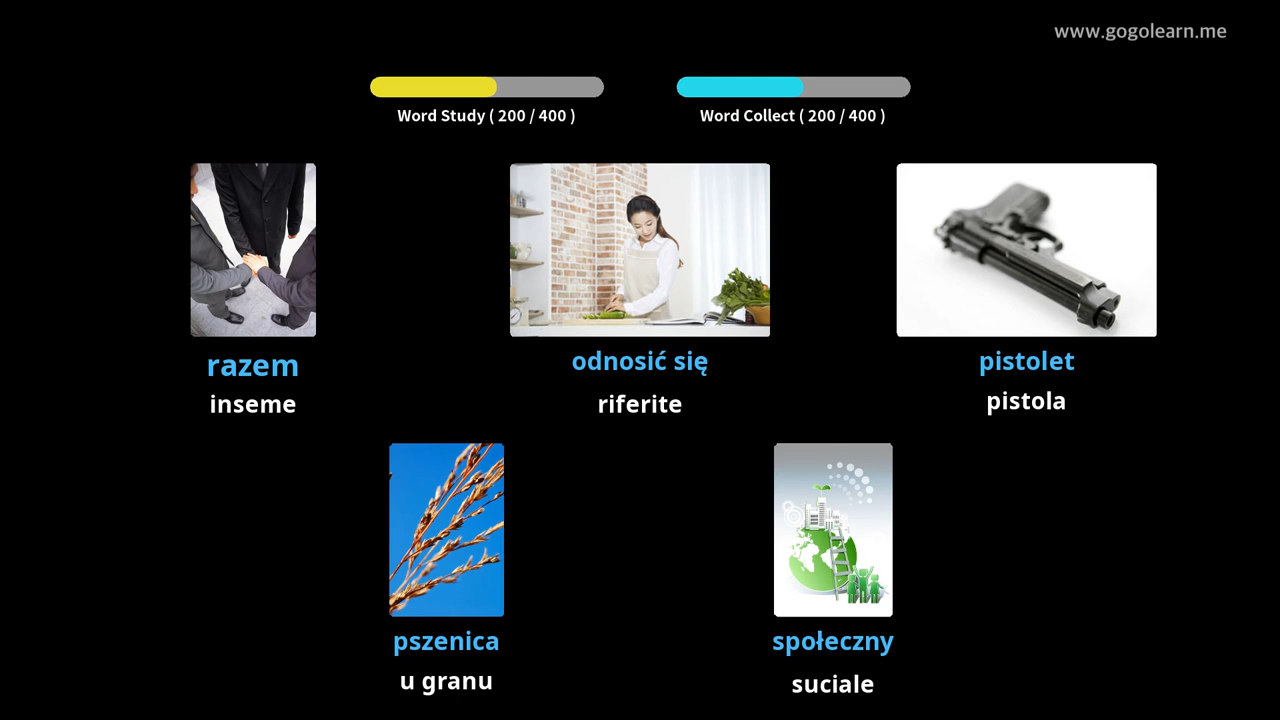 www.gogolearn.me
Word Study ( 200 / 400 )
Word Collect ( 200 / 400 )
razem
inseme
odnosić się
riferite
pistolet
pistola
pszenica
u granu
społeczny
suciale